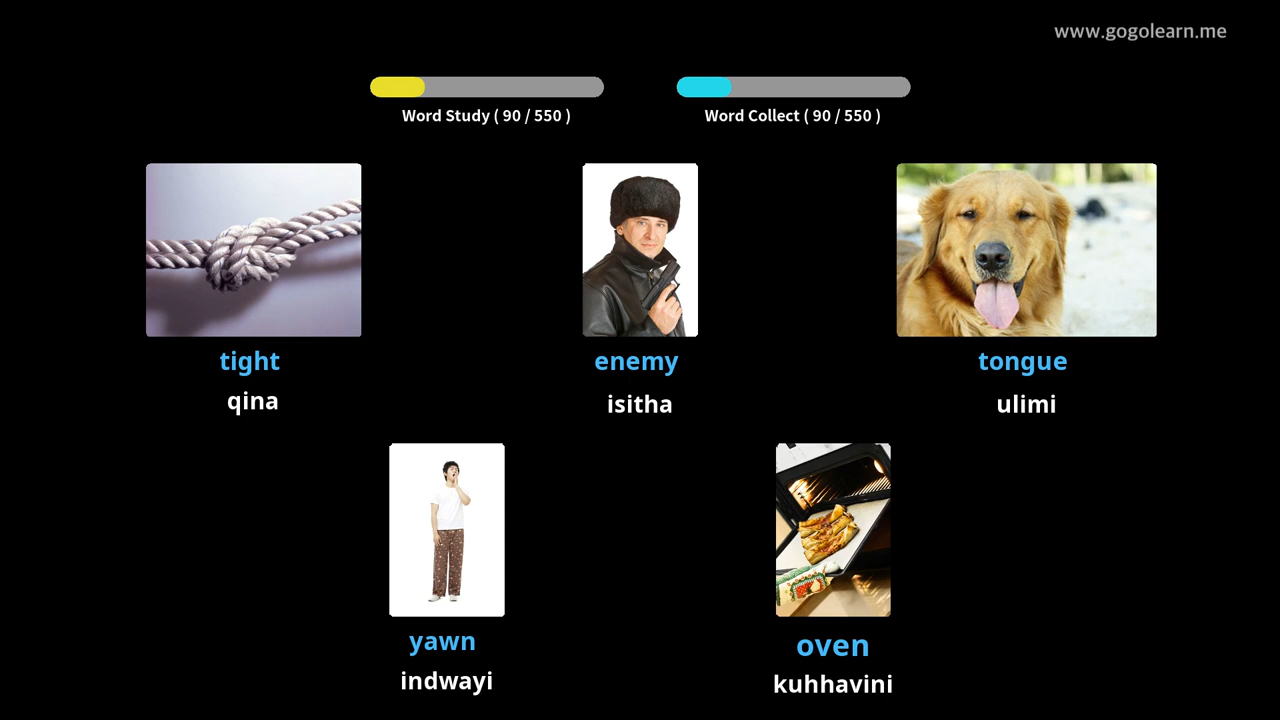 www.gogolearn.me
Word Study ( 90 / 550 )
Word Collect ( 90 / 550 )
tight
qina
enemy
isitha
tongue
ulimi
yawn
indwayi
oven
kuhhavini